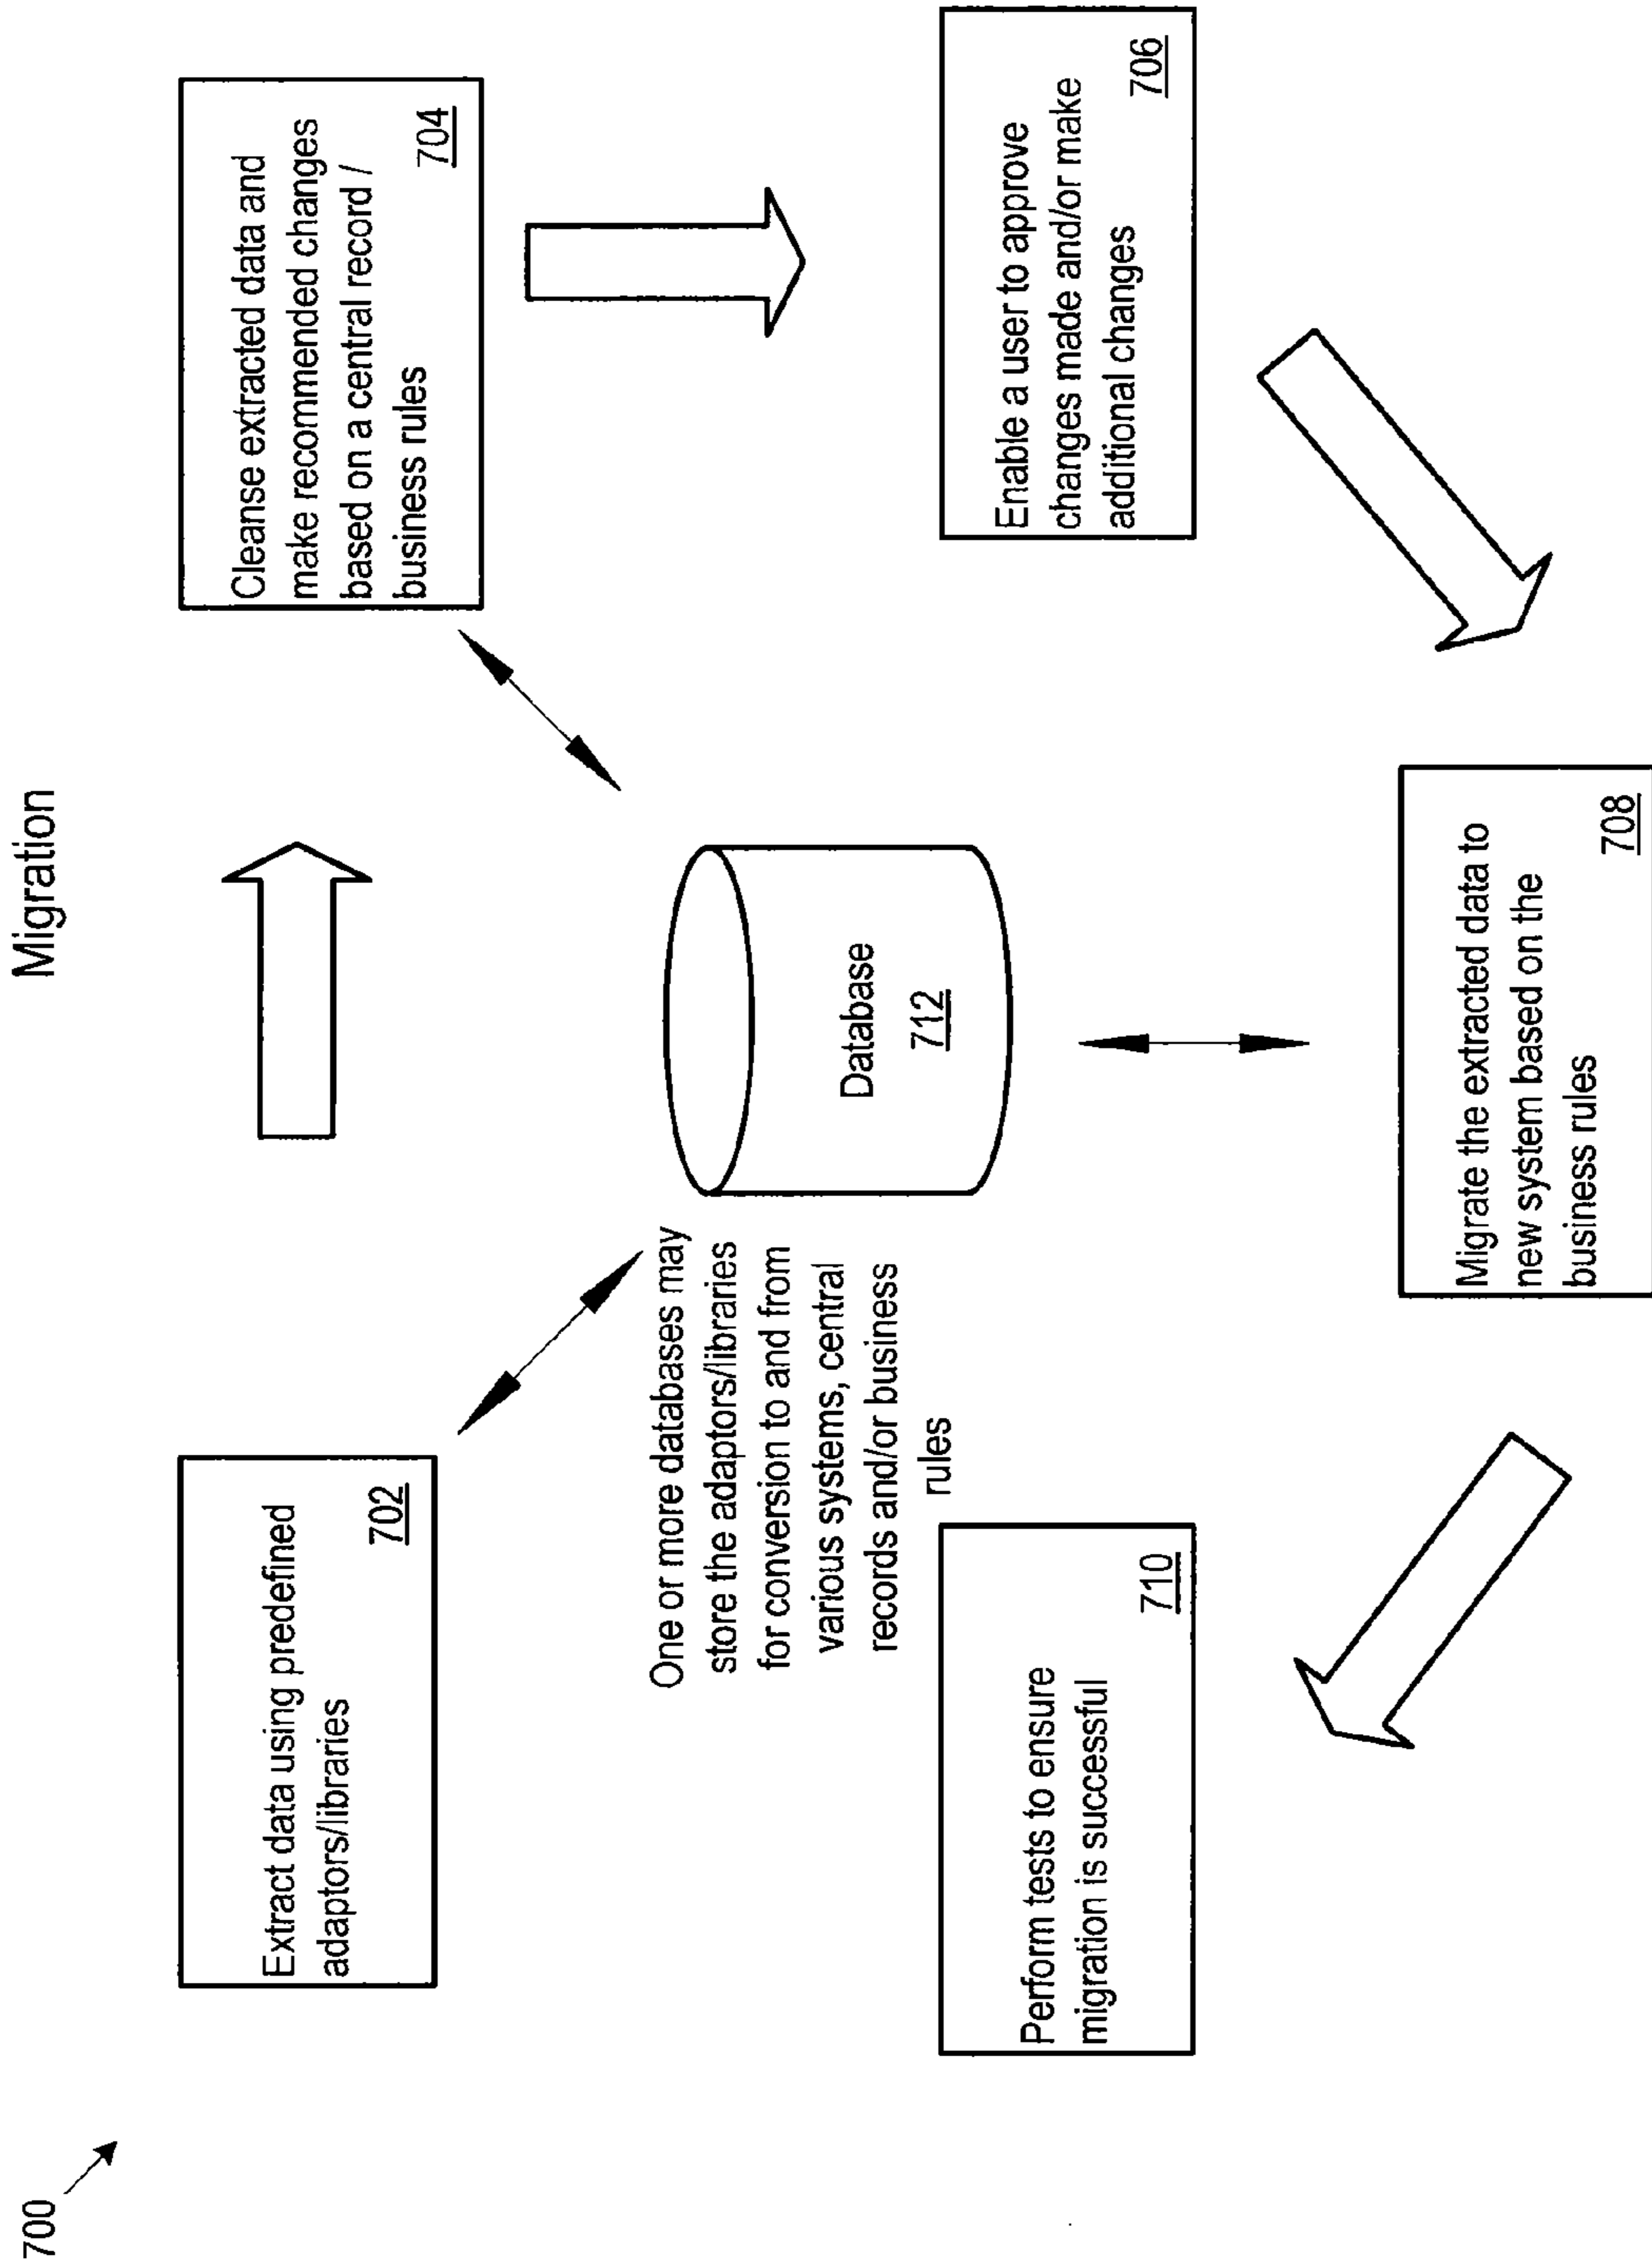 700
Migration
Extract data using predefined
adaptors/libraries
702
Cleanse extracted data and
make recommended changes
based on a central record /
business rules
704
Enable a user to approve
changes made and/or make
additional changes
706
Migrate the extracted data to
new system based on the
business rules
708
Perform tests to ensure
migration is successful
710
Database
712
One or more databases may
store the adaptors/libraries
for conversion to and from
various systems, central
records and/or business
rules